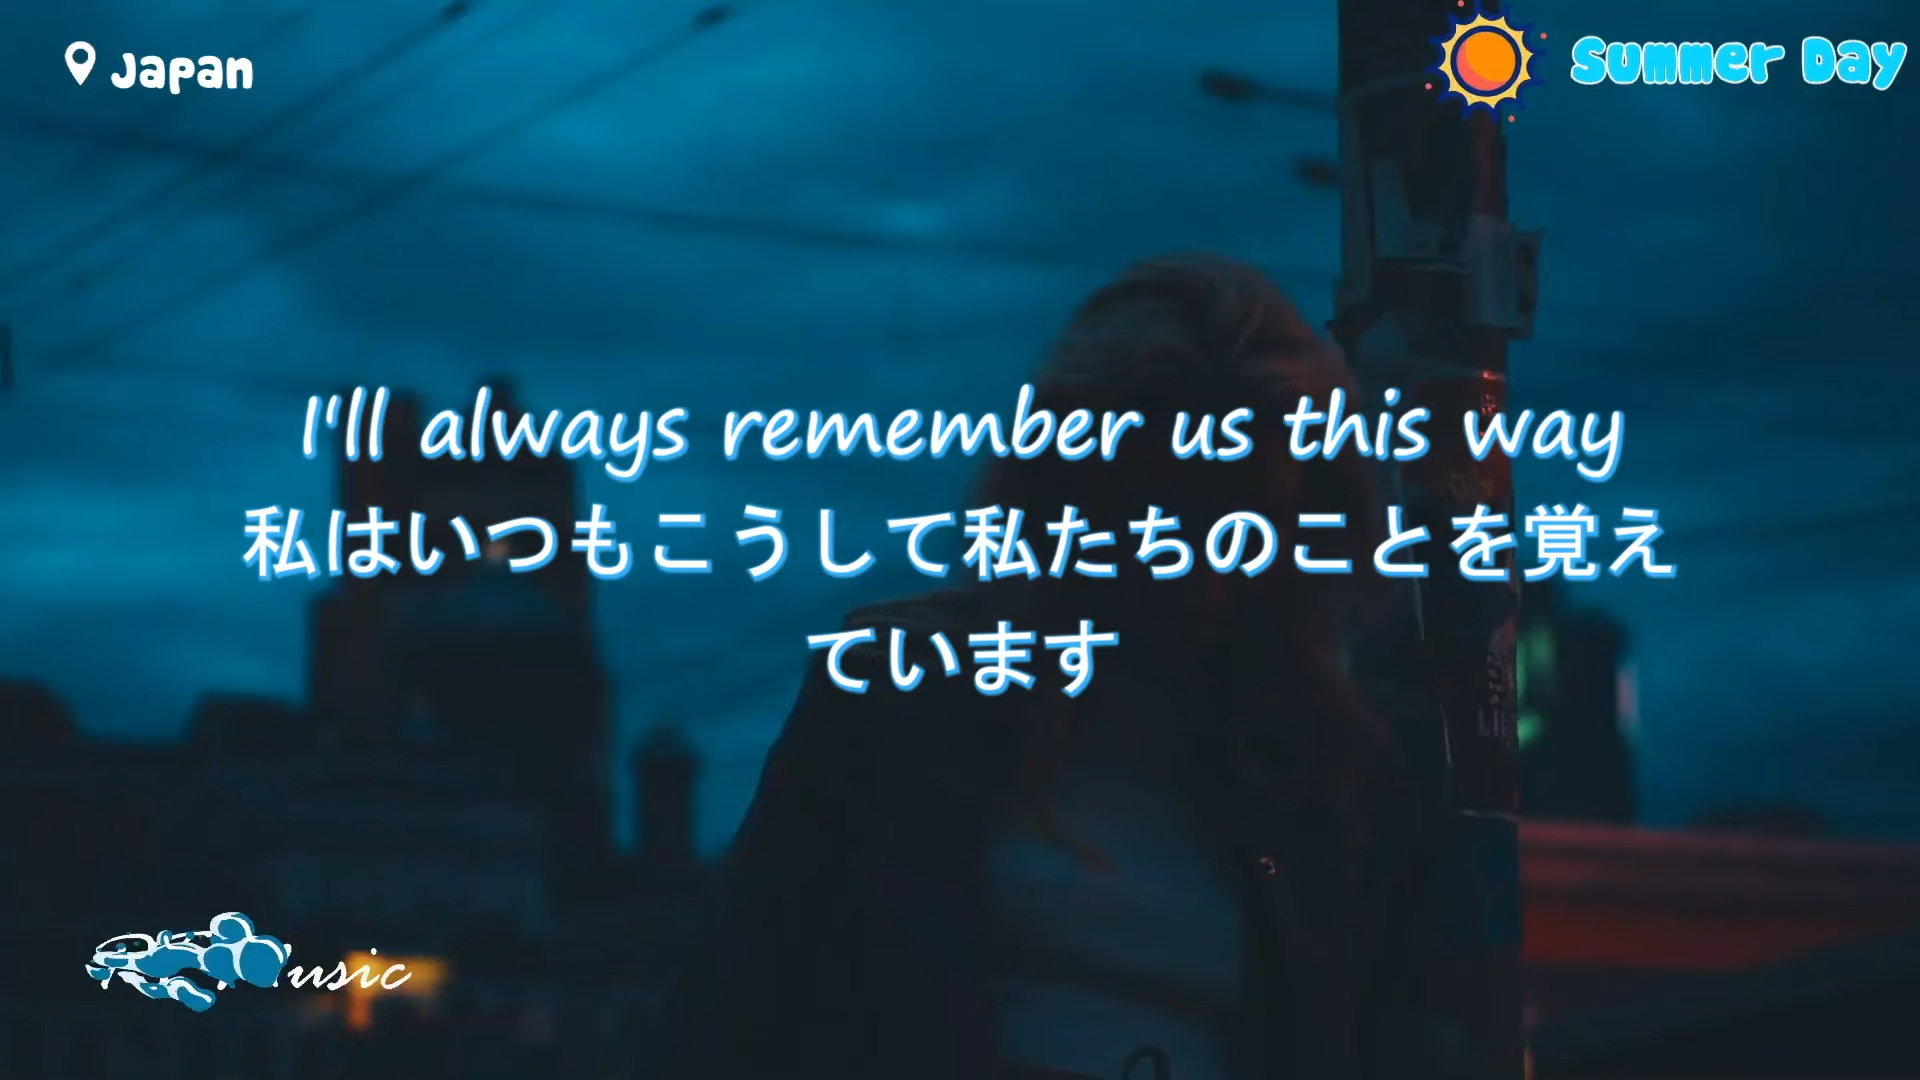 Japan
Summer Day
I'll always remember us this way
私はいつもこうして私たちのことを覚え
ています
usic